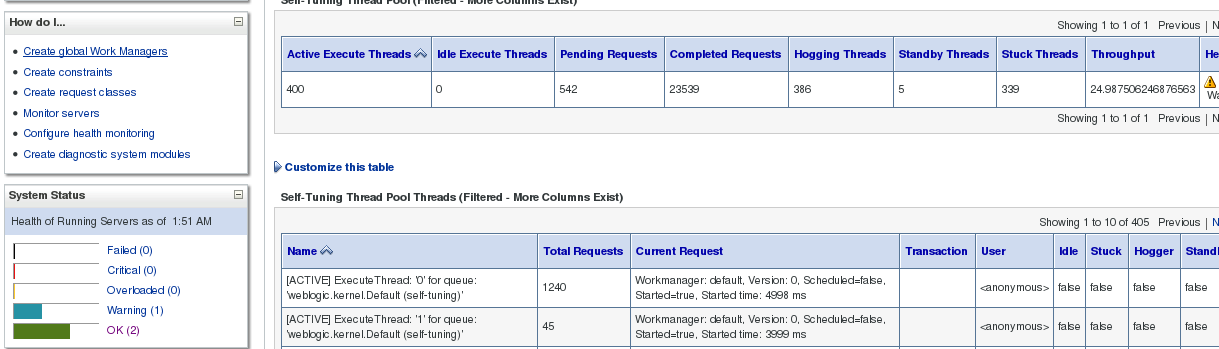 How do I...
Create global Work Managers
Create constraints
Create request classes
Monitor servers
Configure health monitoring
Create diagnostic system modules
System Status
Health of Running Servers as of 1:51 AM
Failed (0)
Critical (0)
Overloaded (0)
Warning (1)
OK (2)
Self-Tuning Thread Pool (Filtered - More Columns Exist)
Showing 1 to 1 of 1 Previous | N
Active Execute Threads Idle Execute Threads Pending Requests Completed Requests Hogging Threads Standby Threads Stuck Threads Throughput He
400 0 542 23539 386 5 339 24.987506246876563 Wa
Showing 1 to 1 of 1 Previous | N
Customize this table
Self-Tuning Thread Pool Threads (Filtered - More Columns Exist)
Showing 1 to 10 of 405 Previous | N
Name Total Requests Current Request Transaction User Idle Stuck Hogger Standl
[ACTIVE] ExecuteThread: '0' for queue: 1240 Workmanager: default, Version: 0, Scheduled=false, <anonymous> false false false false
'weblogic.kernel.Default (self-tuning)' Started=true, Started time: 4998 ms
[ACTIVE] ExecuteThread: '1' for queue: 45 Workmanager: default, Version: 0, Scheduled=false, <anonymous> false false false false
'weblogic.kernel.Default (self-tuning)' Started=true, Started time: 3999 ms